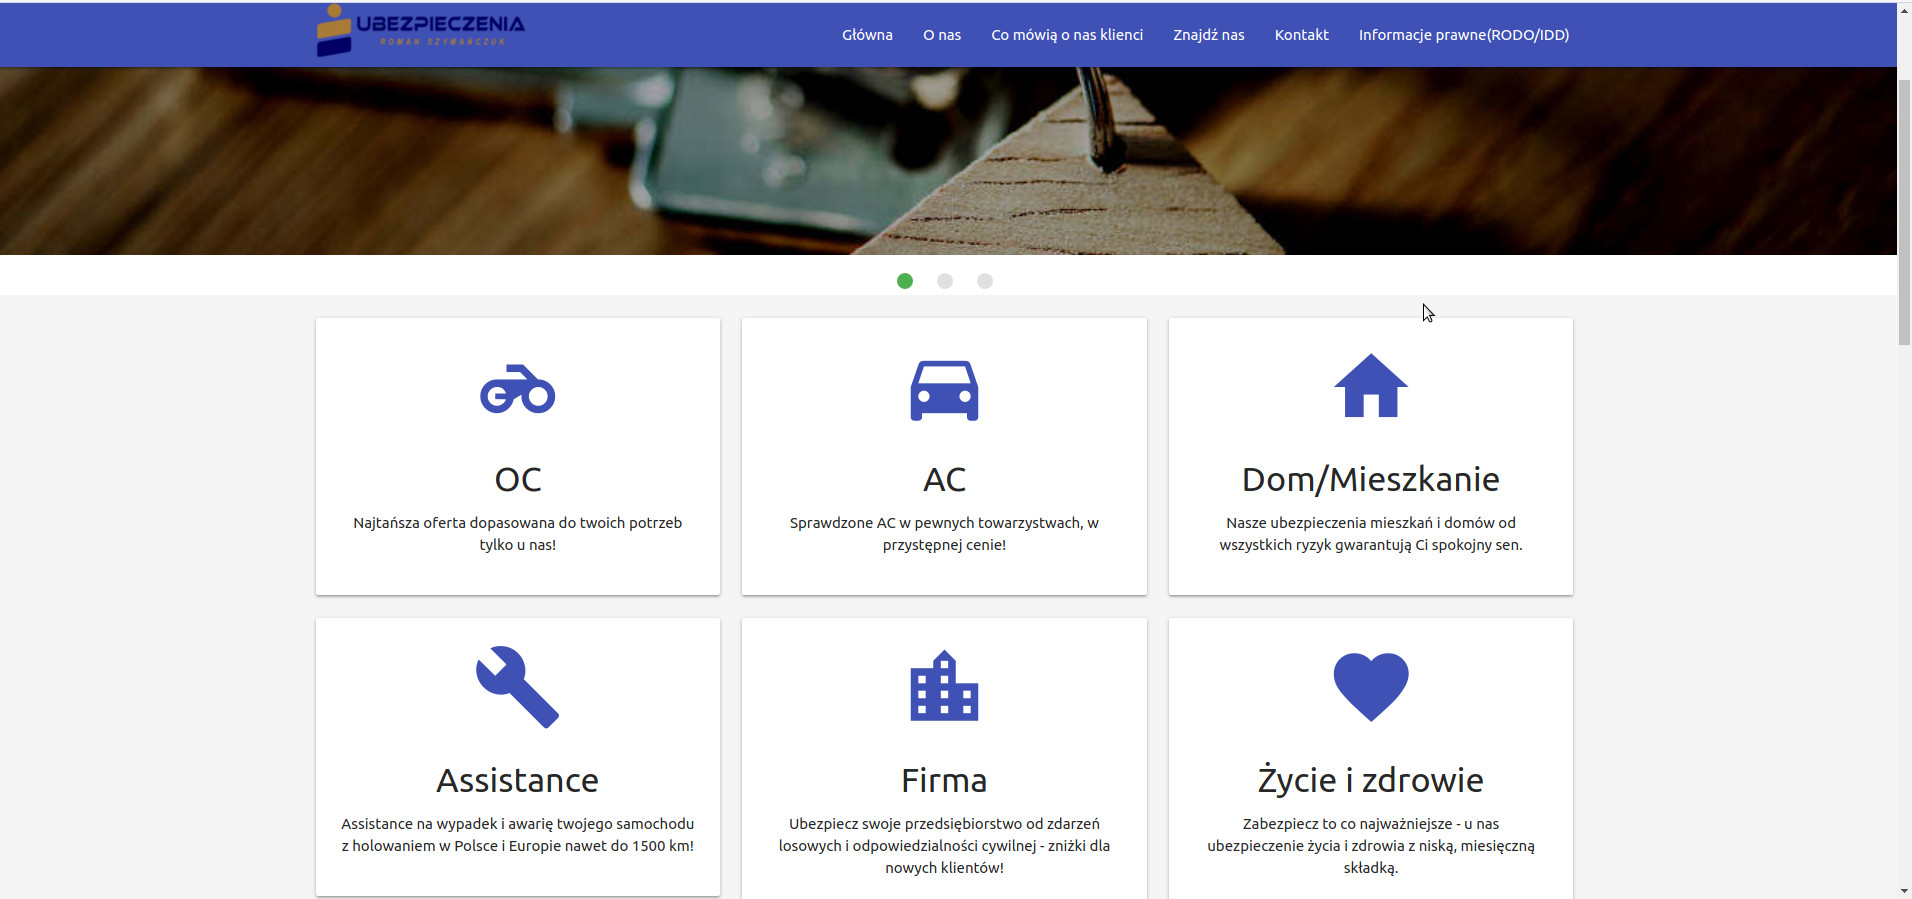 UBEZPIECZENIA
ROMAN SZYMAŃCZUK
Główna O nas Co mówią o nas klienci Znajdź nas Kontakt Informacje prawne(RODO/IDD)
OC
Najtańsza oferta dopasowana do twoich potrzeb
tylko u nas!
AC
Sprawdzone AC w pewnych towarzystwach, w
przystępnej cenie!
Dom/Mieszkanie
Nasze ubezpieczenia mieszkań i domów od
wszystkich ryzyk gwarantują Ci spokojny sen.
Assistance
Assistance na wypadek i awarię twojego samochodu
z holowaniem w Polsce i Europie nawet do 1500 km!
Firma
Ubezpiecz swoje przedsiębiorstwo od zdarzeń
losowych i odpowiedzialności cywilnej - zniżki dla
nowych klientów!
Życie i zdrowie
Zabezpiecz to co najważniejsze - u nas
ubezpieczenie życia i zdrowia z niską, miesięczną
składką.